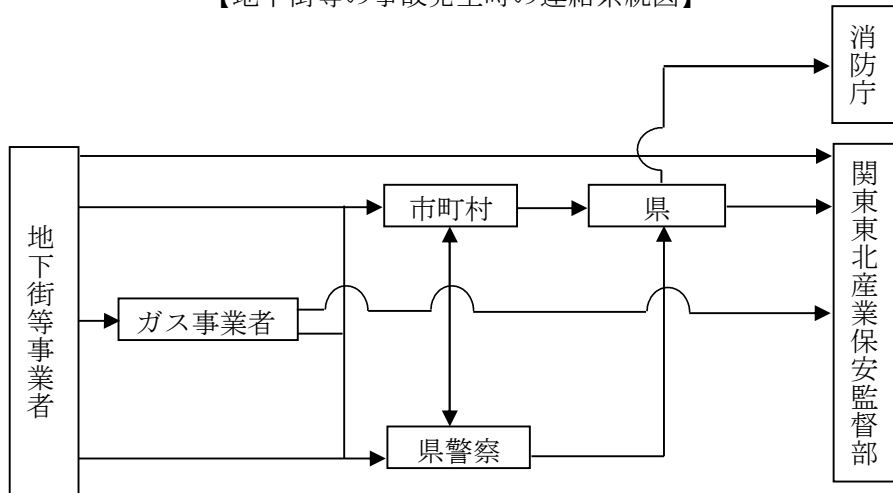 【地下街等の事故発生時の連絡系統図】
消防庁
関東東北産業保安監督部
市町村
県
地下街等事業者
ガス事業者
県警察